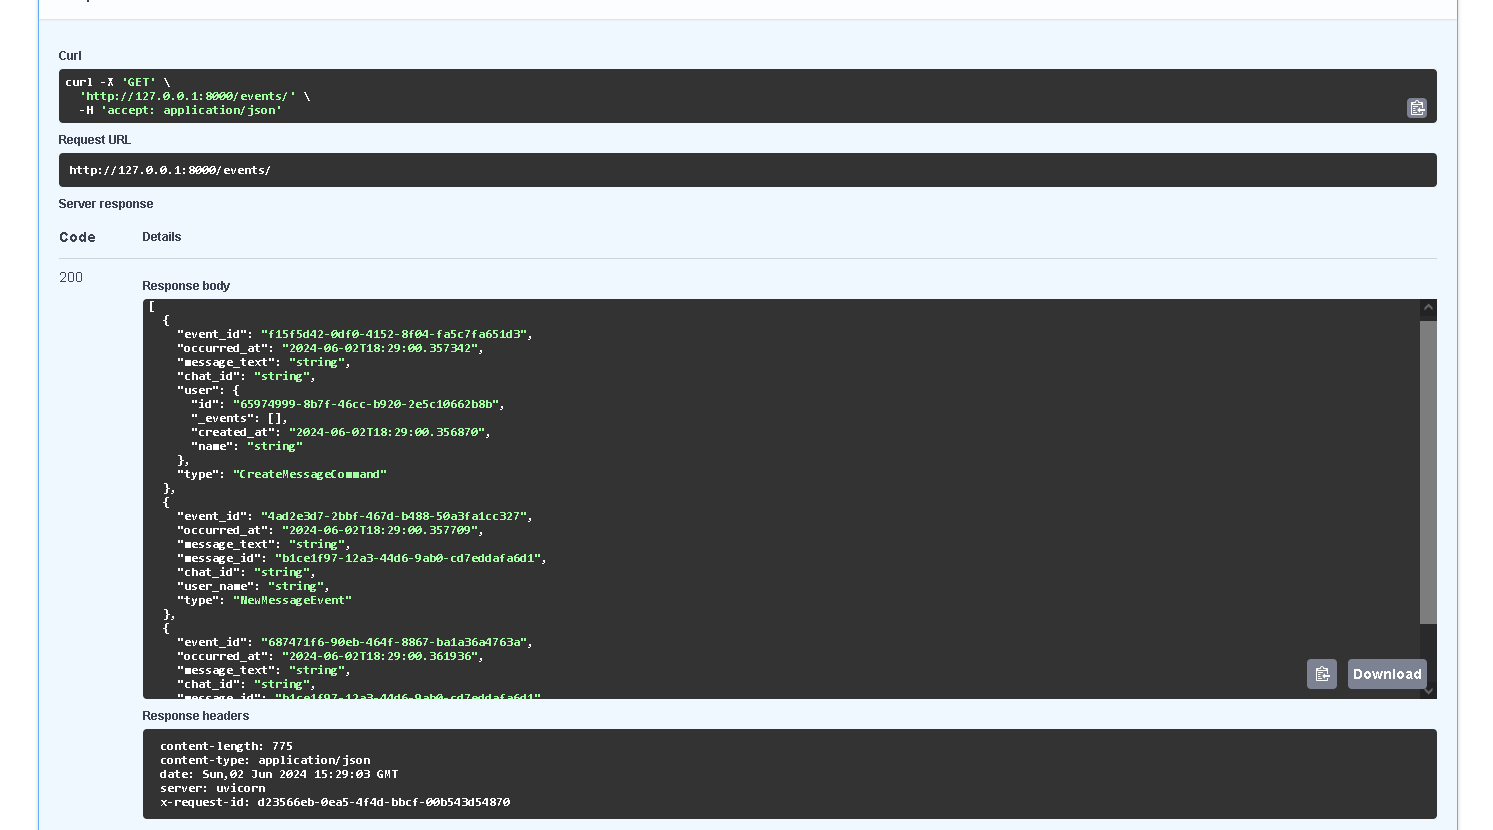 Curl
curl -X 'GET' \
  'http://127.0.0.1:8000/events/' \
  -H 'accept: application/json'
Request URL
http://127.0.0.1:8000/events/
Server response
Code Details
200
Response body
[
  {
    "event_id": "f15f5d42-0df0-4152-8f04-fa5c7fa651d3",
    "occurred_at": "2024-06-02T18:29:00.357342",
    "message_text": "string",
    "chat_id": "string",
    "user": {
      "id": "65974999-8b7f-46cc-b920-2e5c10662b8b",
      "_events": [],
      "created_at": "2024-06-02T18:29:00.356870",
      "name": "string"
    },
    "type": "CreateMessageCommand"
  },
  {
    "event_id": "4ad2e3d7-2bbf-467d-b488-50a3fa1cc327",
    "occurred_at": "2024-06-02T18:29:00.357709",
    "message_text": "string",
    "message_id": "b1ce1f97-12a3-44d6-9ab0-cd7eddafa6d1",
    "chat_id": "string",
    "user_name": "string",
    "type": "NewMessageEvent"
  },
  {
    "event_id": "687471f6-90eb-464f-8867-ba1a36a4763a",
    "occurred_at": "2024-06-02T18:29:00.361936",
    "message_text": "string",
    "chat_id": "string",
    "message_id": "b1ce1f97-12a3-44d6-9ab0-cd7eddafa6d1"
Download
Response headers
content-length: 775
content-type: application/json
date: Sun,02 Jun 2024 15:29:03 GMT
server: uvicorn
x-request-id: d23566eb-0ea5-4f4d-bbcf-00b543d54870